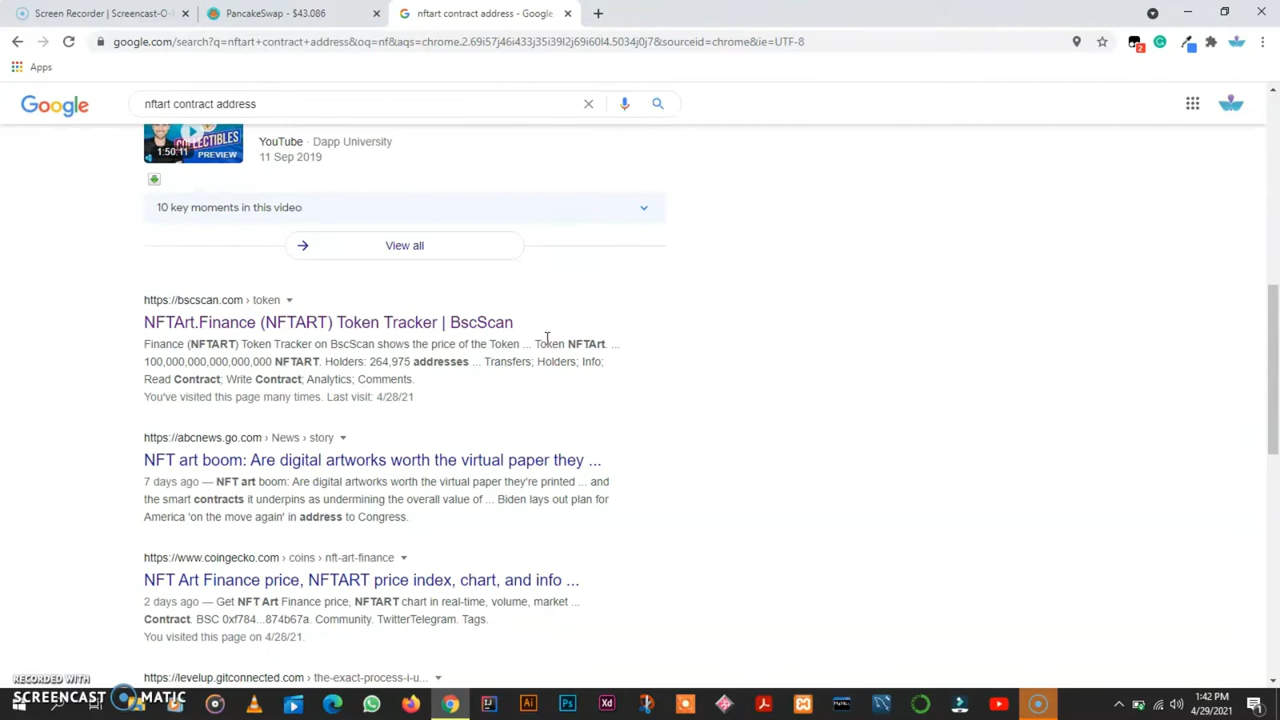 Screen Recorder | Screencast-O-
PancakeSwap - $43.086
nftart contract address - Google
google.com/search?q=nftart+contract+address&oq=nf&aqs=chrome.2.69i57j46i433j35i39l2j69i60l4.5034j0j7&sourceid=chrome&ie=UTF-8
2
Apps
Google
nftart contract address
COLLECTIBLES
1:50:11
PREVIEW
YouTube · Dapp University
11 Sep 2019
10 key moments in this video
View all
https://bscscan.com › token
NFTArt.Finance (NFTART) Token Tracker | BscScan
Finance (NFTART) Token Tracker on BscScan shows the price of the Token ... Token NFTArt. ...
100,000,000,000,000,000 NFTART. Holders: 264,975 addresses ... Transfers; Holders; Info;
Read Contract; Write Contract; Analytics; Comments.
You've visited this page many times. Last visit: 4/28/21
https://abcnews.go.com › News › story
NFT art boom: Are digital artworks worth the virtual paper they ...
7 days ago — NFT art boom: Are digital artworks worth the virtual paper they're printed ... and
the smart contracts it underpins as undermining the overall value of ... Biden lays out plan for
America 'on the move again' in address to Congress.
https://www.coingecko.com › coins › nft-art-finance
NFT Art Finance price, NFTART price index, chart, and info ...
2 days ago — Get NFT Art Finance price, NFTART chart in real-time, volume, market ...
Contract. BSC 0xf784...874b67a. Community. TwitterTelegram. Tags.
You visited this page on 4/28/21.
https://levelup.gitconnected.com › the-exact-process-i-u...
RECORDED WITH
SCREENCAST MATIC
Ai
Ps
Xd
1:42 PM
4/29/2021